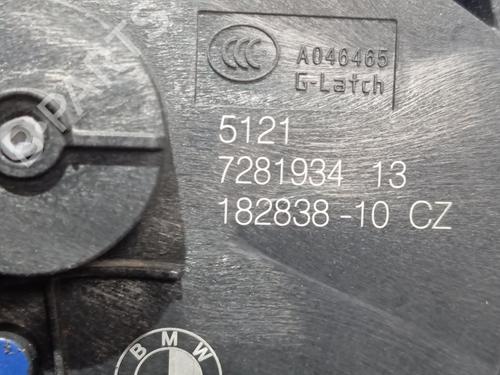 CCC A046465
G-Latch
5121
7281934 13
182838-10 CZ
BMW